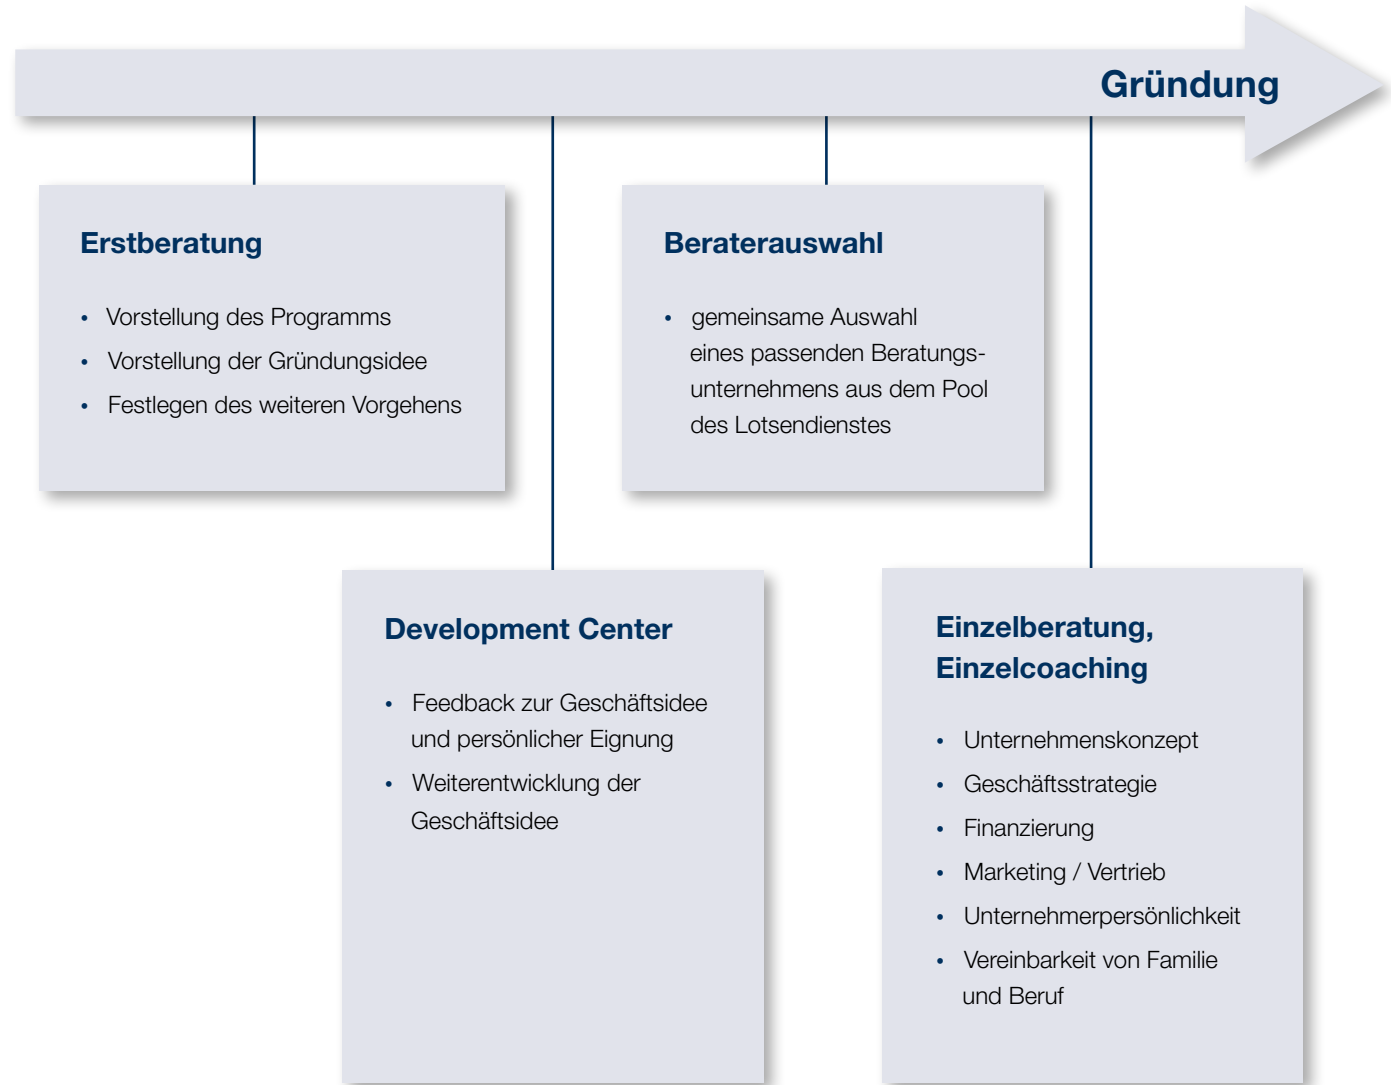 Gründung
Erstberatung
• Vorstellung des Programms
• Vorstellung der Gründungsidee
• Festlegen des weiteren Vorgehens
Development Center
• Feedback zur Geschäftsidee
und persönlicher Eignung
• Weiterentwicklung der
Geschäftsidee
Beraterauswahl
• gemeinsame Auswahl
eines passenden Beratungs-
unternehmens aus dem Pool
des Lotsendienstes
Einzelberatung,
Einzelcoaching
• Unternehmenskonzept
• Geschäftsstrategie
• Finanzierung
• Marketing / Vertrieb
• Unternehmerpersönlichkeit
• Vereinbarkeit von Familie
und Beruf